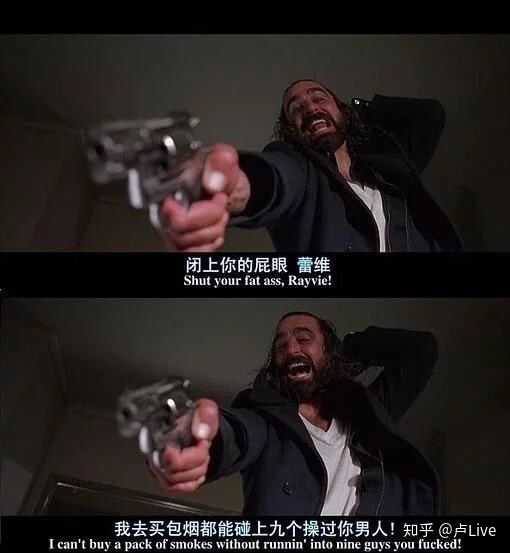 闭上你的屁眼 蕾维
Shut your fat ass, Rayvie!
我去买包烟都能碰上九个操过你男人!
知乎 @卢Live
I can't buy a pack of smokes without runnin' into nine guys you fucked!